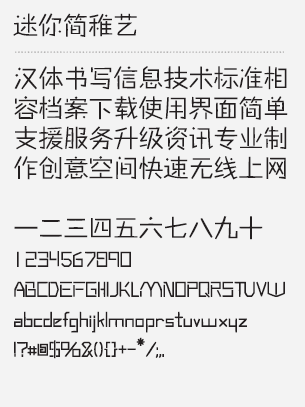 迷你简稚艺
汉体书写信息技术标准相
容档案下载使用界面简单
支援服务升级资讯专业制
作创意空间快速无线上网
一二三四五六七八九十
1234567890
ABCDEFGHIJKLMNOPQRSTUVW
abcdefghijklmnoprstuvwxyz
!?#@$%&(){}+-*/;,.